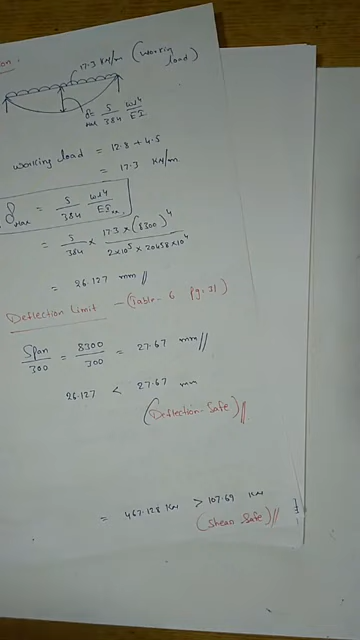 17.3 KN/m (Working load)
δ max = 5/384 wl⁴/EI
Working load = 12.8 + 4.5
= 17.3 KN/m
δmax = 5/384 wl⁴/EIxx
= 5/384 × 17.3 × (8300)⁴ / 2×10⁵ × 20458 × 10⁴
= 26.127 mm//
Deflection Limit - (Table-6 Pg. 31)
Span/300 = 8300/300 = 27.67 mm//
26.127 < 27.67 mm
(Deflection-Safe)//
= 467.128 KN > 107.69 KN
(Shear Safe)//